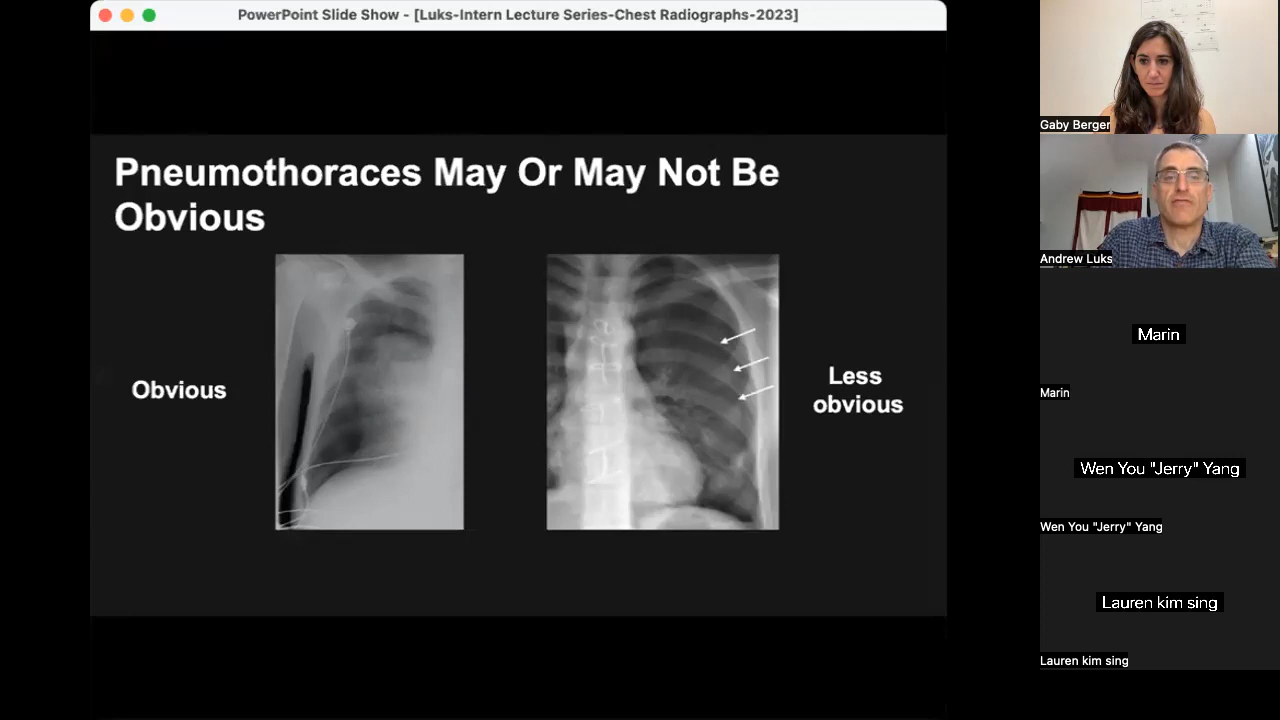 PowerPoint Slide Show - [Luks-Intern Lecture Series-Chest Radiographs-2023]
Pneumothoraces May Or May Not Be
Obvious
Obvious
Less
obvious
Gaby Berger
Andrew Luks
Marin
Marin
Wen You "Jerry" Yang
Wen You "Jerry" Yang
Lauren kim sing
Lauren kim sing